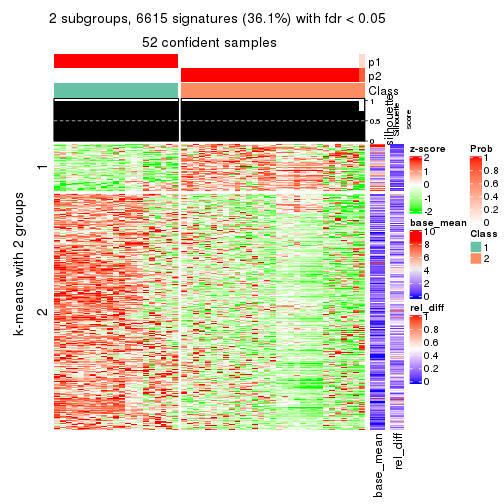 2 subgroups, 6615 signatures (36.1%) with fdr < 0.05
52 confident samples
p1
p2
Class
1
0.5
0
silhouette
Silhouette
score
k-means with 2 groups
1
2
base_mean
rel_diff
z-score
2
1
0
-1
-2
base_mean
10
8
6
4
2
0
rel_diff
1
0.8
0.6
0.4
0.2
0
Prob
1
0.8
0.6
0.4
0.2
0
Class
1
2